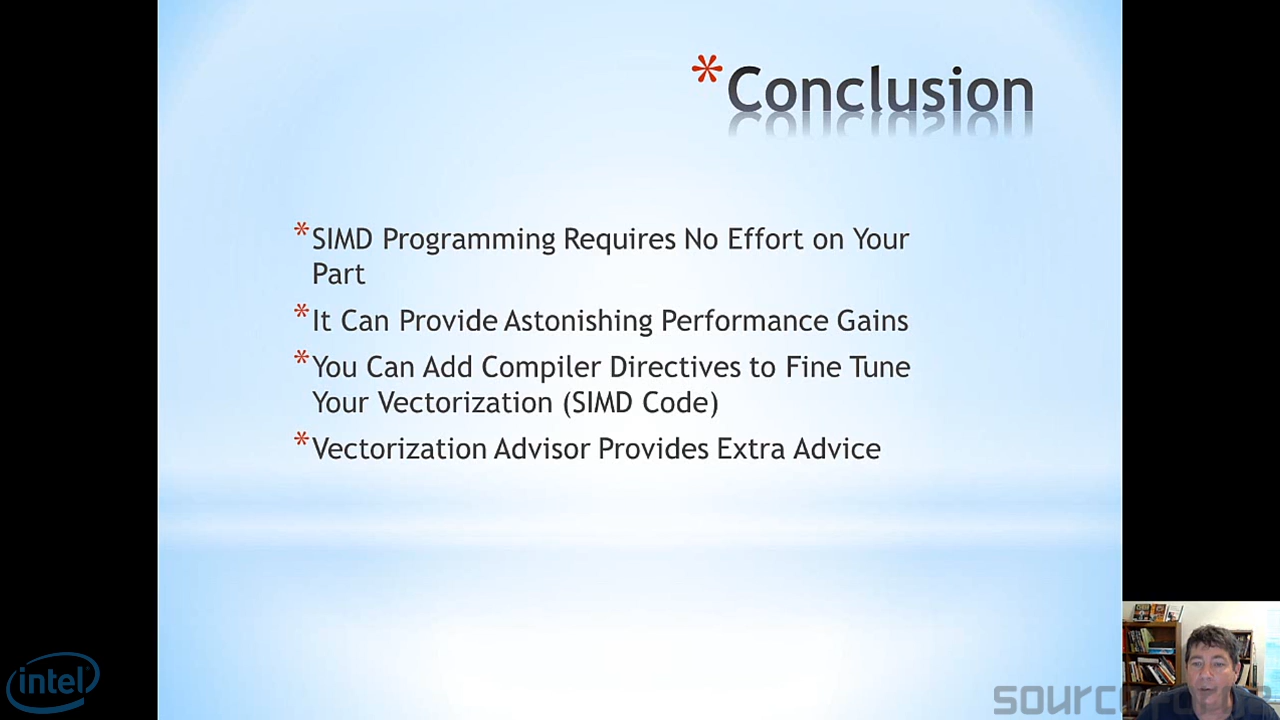 *Conclusion
*SIMD Programming Requires No Effort on Your
Part
*It Can Provide Astonishing Performance Gains
*You Can Add Compiler Directives to Fine Tune
Your Vectorization (SIMD Code)
*Vectorization Advisor Provides Extra Advice
intel